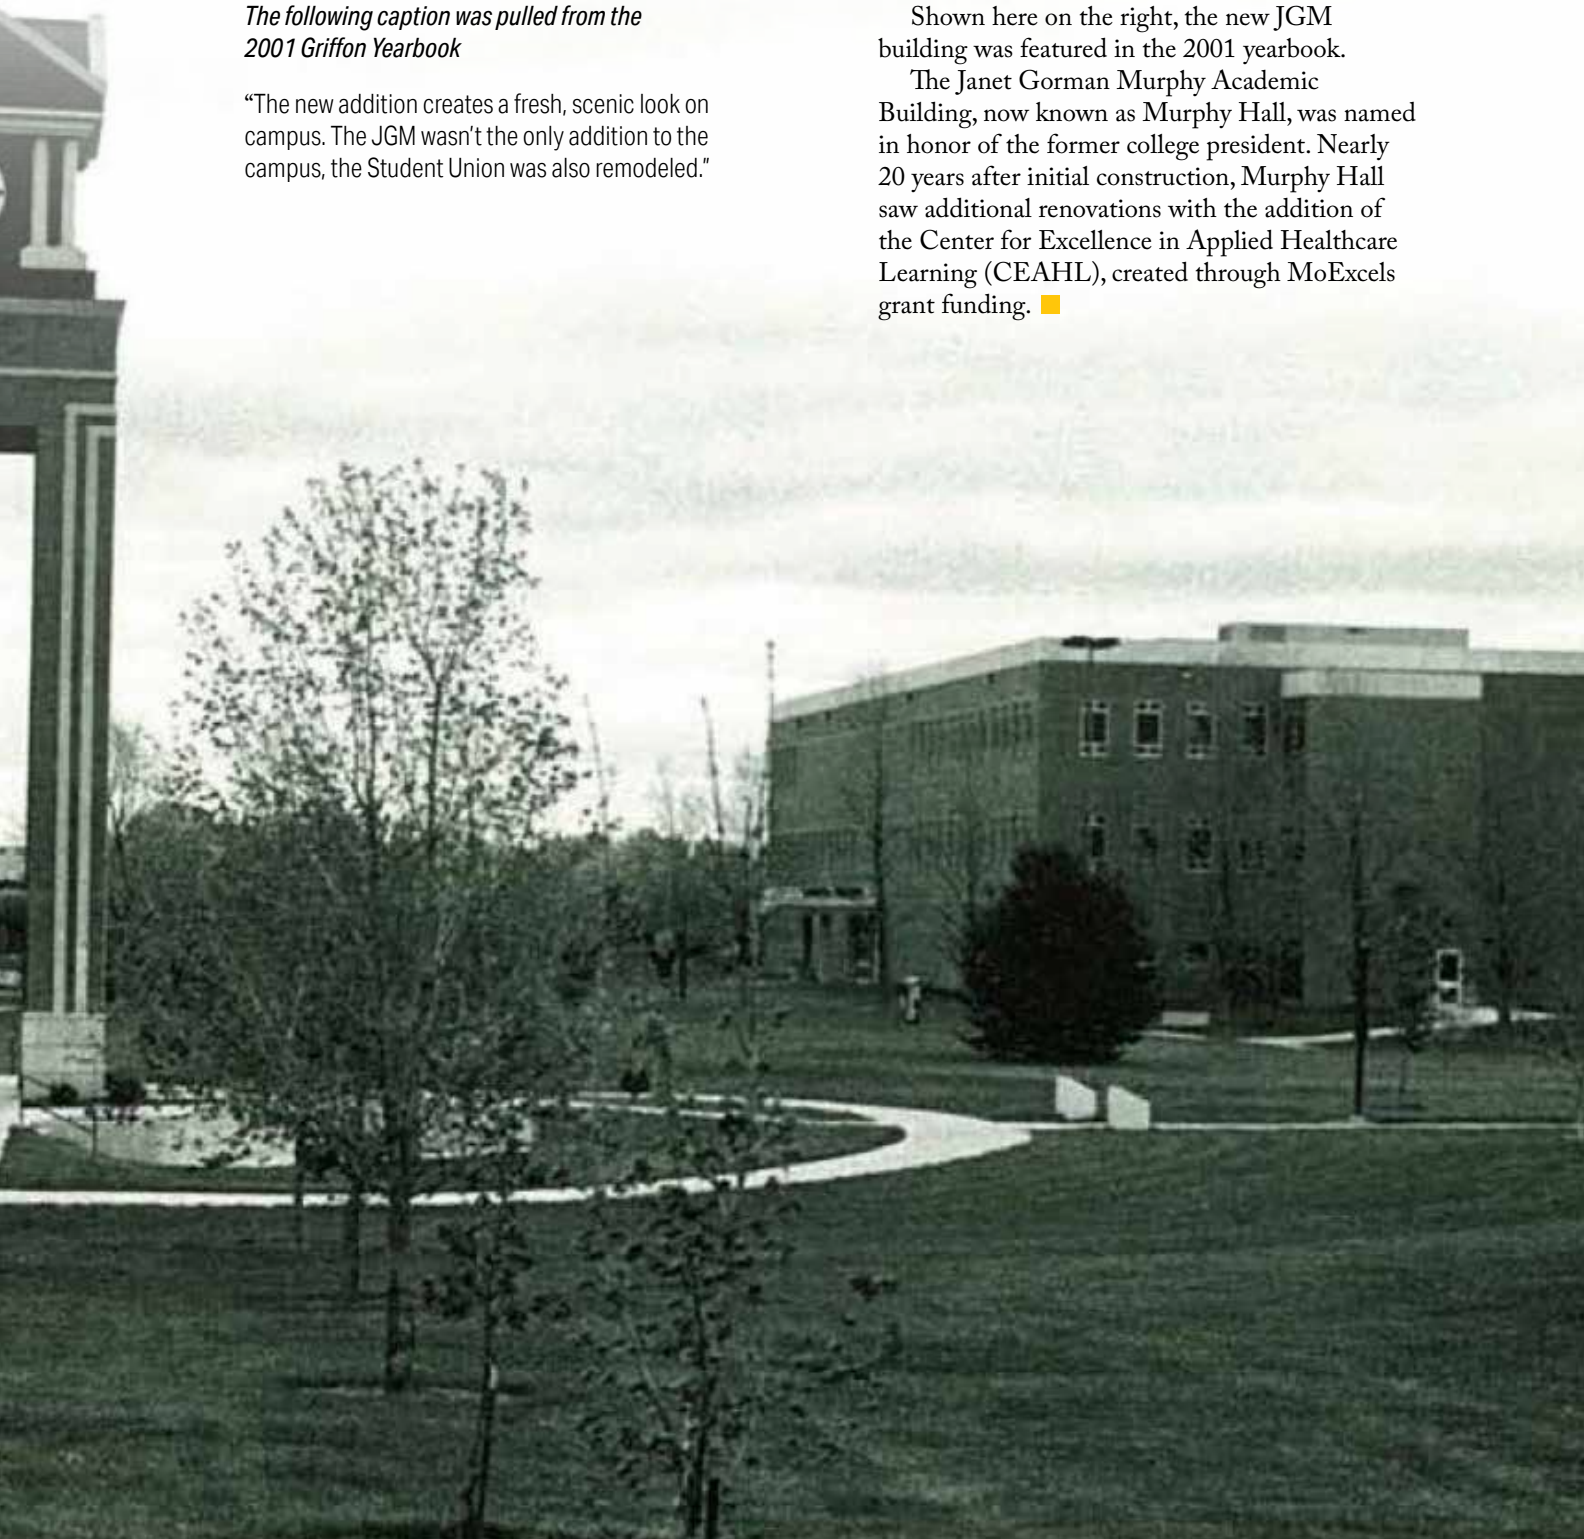 The following caption was pulled from the
2001 Griffon Yearbook
“The new addition creates a fresh, scenic look on
campus. The JGM wasn’t the only addition to the
campus, the Student Union was also remodeled.”
Shown here on the right, the new JGM
building was featured in the 2001 yearbook.
The Janet Gorman Murphy Academic
Building, now known as Murphy Hall, was named
in honor of the former college president. Nearly
20 years after initial construction, Murphy Hall
saw additional renovations with the addition of
the Center for Excellence in Applied Healthcare
Learning (CEAHL), created through MoExcels
grant funding.